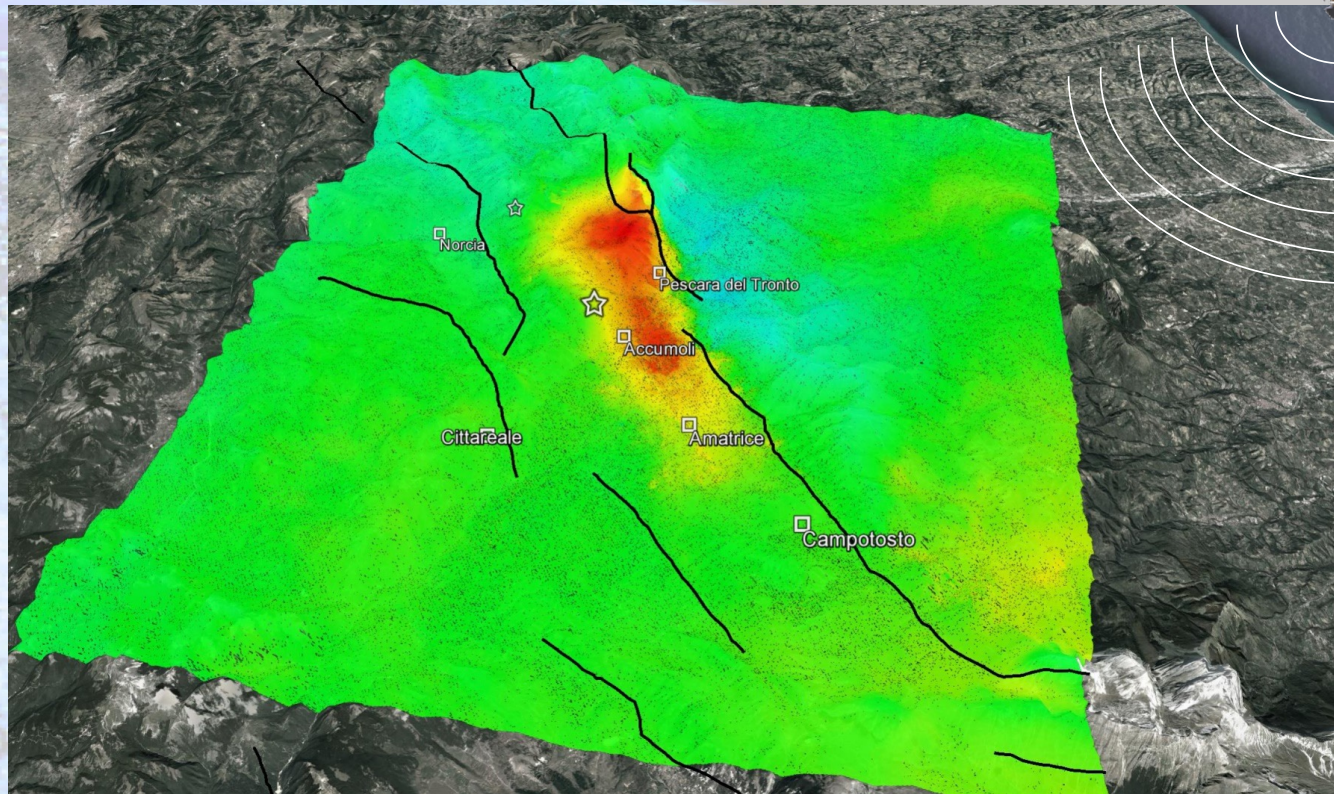 Norcia
Pescara del Tronto
Accumoli
Cittareale
Amatrice
Campotosto